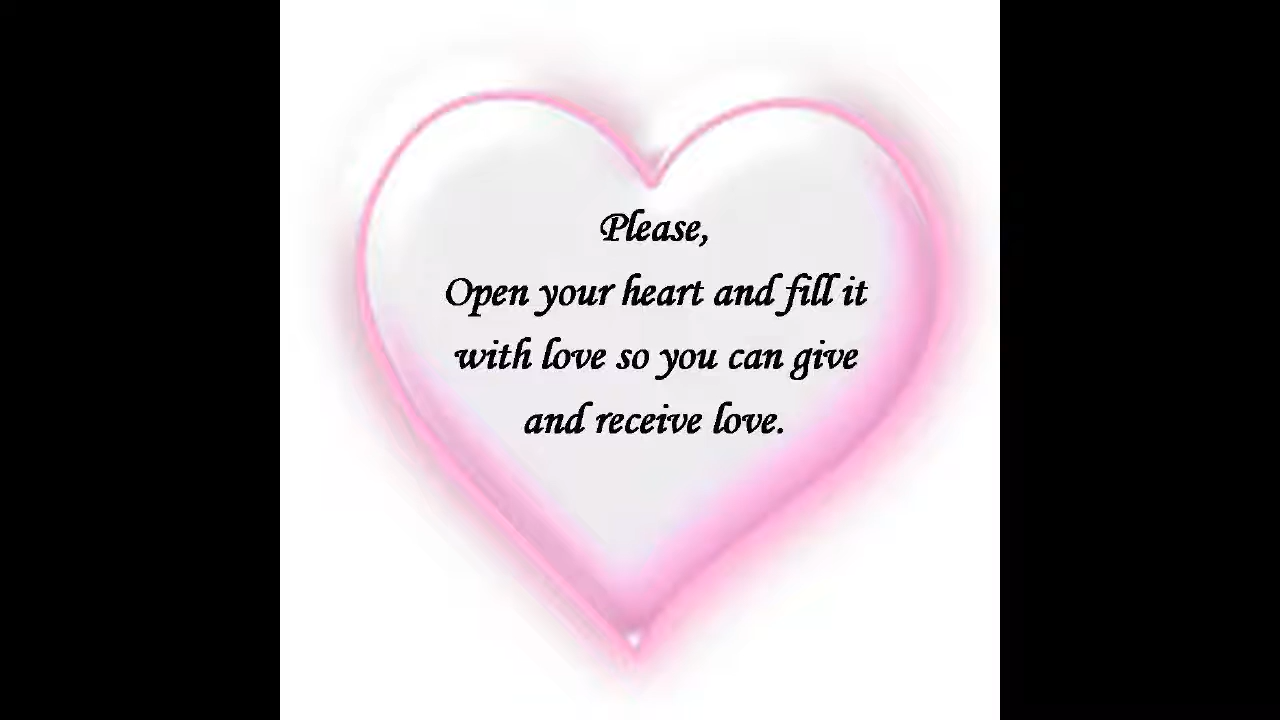 Please,
Open your heart and fill it
with love so you can give
and receive love.